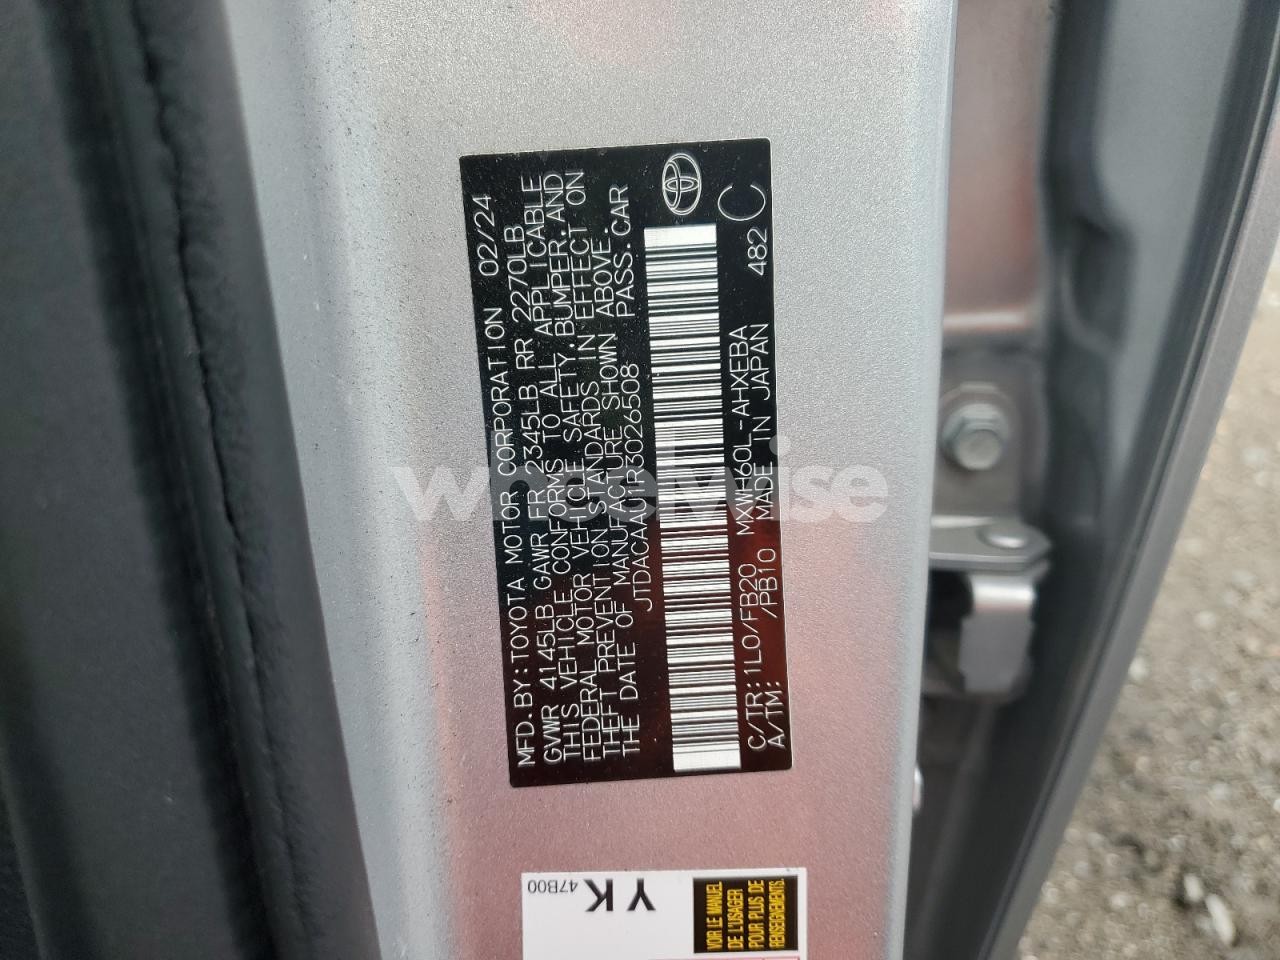 MFD.BY:TOYOTA MOTOR CORPORATION 02/24
GVWR 4145LB GAWR FR 2345LB RR 2270LB
THIS VEHICLE CONFORMS TO ALL APPLICABLE
FEDERAL MOTOR VEHICLE SAFETY,BUMPER,AND
THEFT PREVENTION STANDARDS IN EFFECT ON
THE DATE OF MANUFACTURE SHOWN ABOVE.
JTDACAAU1R3026508 PASS.CAR
C/TR:1L0/FB20 MXWH60L-AHXEBA
A/TM: /PB10 MADE IN JAPAN 482 C
wheelwise
YK
47B00
VOIR LE MANUEL
DE L'USAGER
POUR PLUS DE
RENSEIGNEMENTS.